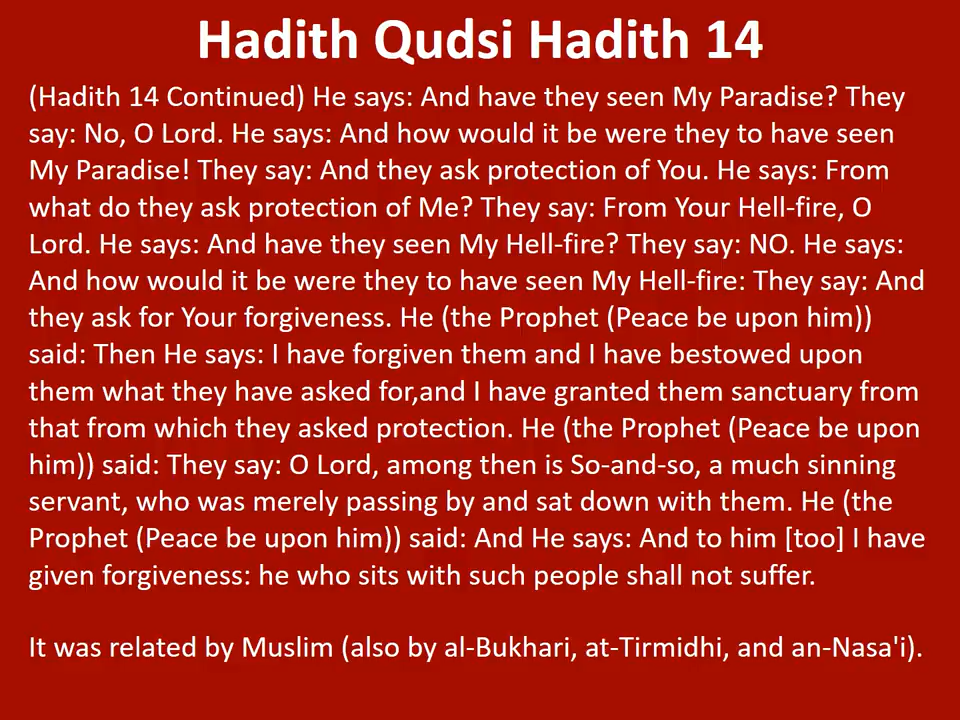 Hadith Qudsi Hadith 14
(Hadith 14 Continued) He says: And have they seen My Paradise? They
say: No, O Lord. He says: And how would it be were they to have seen
My Paradise! They say: And they ask protection of You. He says: From
what do they ask protection of Me? They say: From Your Hell-fire, O
Lord. He says: And have they seen My Hell-fire? They say: NO. He says:
And how would it be were they to have seen My Hell-fire: They say: And
they ask for Your forgiveness. He (the Prophet (Peace be upon him))
said: Then He says: I have forgiven them and I have bestowed upon
them what they have asked for,and I have granted them sanctuary from
that from which they asked protection. He (the Prophet (Peace be upon
him)) said: They say: O Lord, among then is So-and-so, a much sinning
servant, who was merely passing by and sat down with them. He (the
Prophet (Peace be upon him)) said: And He says: And to him [too] I have
given forgiveness: he who sits with such people shall not suffer.
It was related by Muslim (also by al-Bukhari, at-Tirmidhi, and an-Nasa'i).